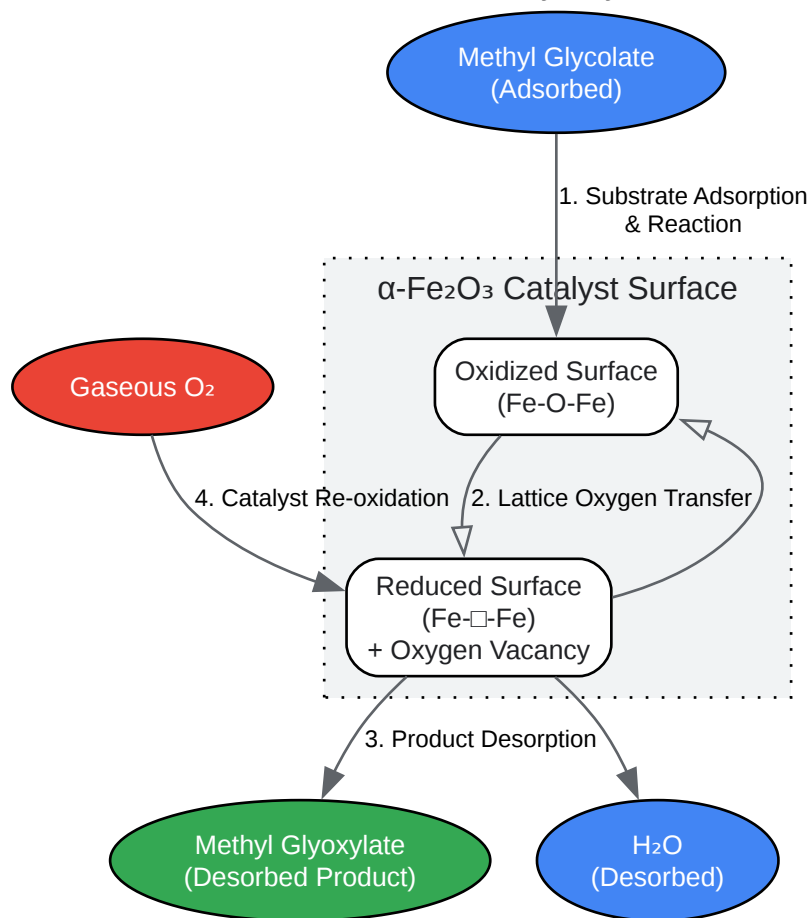 Methyl Glycolate
(Adsorbed)
1. Substrate Adsorption
& Reaction
α-Fe₂O₃ Catalyst Surface
Oxidized Surface
(Fe-O-Fe)
Gaseous O₂
4. Catalyst Re-oxidation
2. Lattice Oxygen Transfer
Reduced Surface
(Fe-□-Fe)
+ Oxygen Vacancy
3. Product Desorption
Methyl Glyoxylate
(Desorbed Product)
H₂O
(Desorbed)